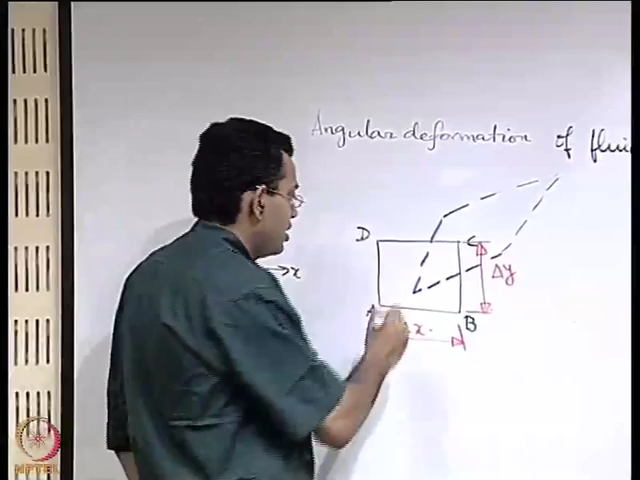 Angular deformation of flui
D
C
x
Δy
A
x.
B
NPTEL